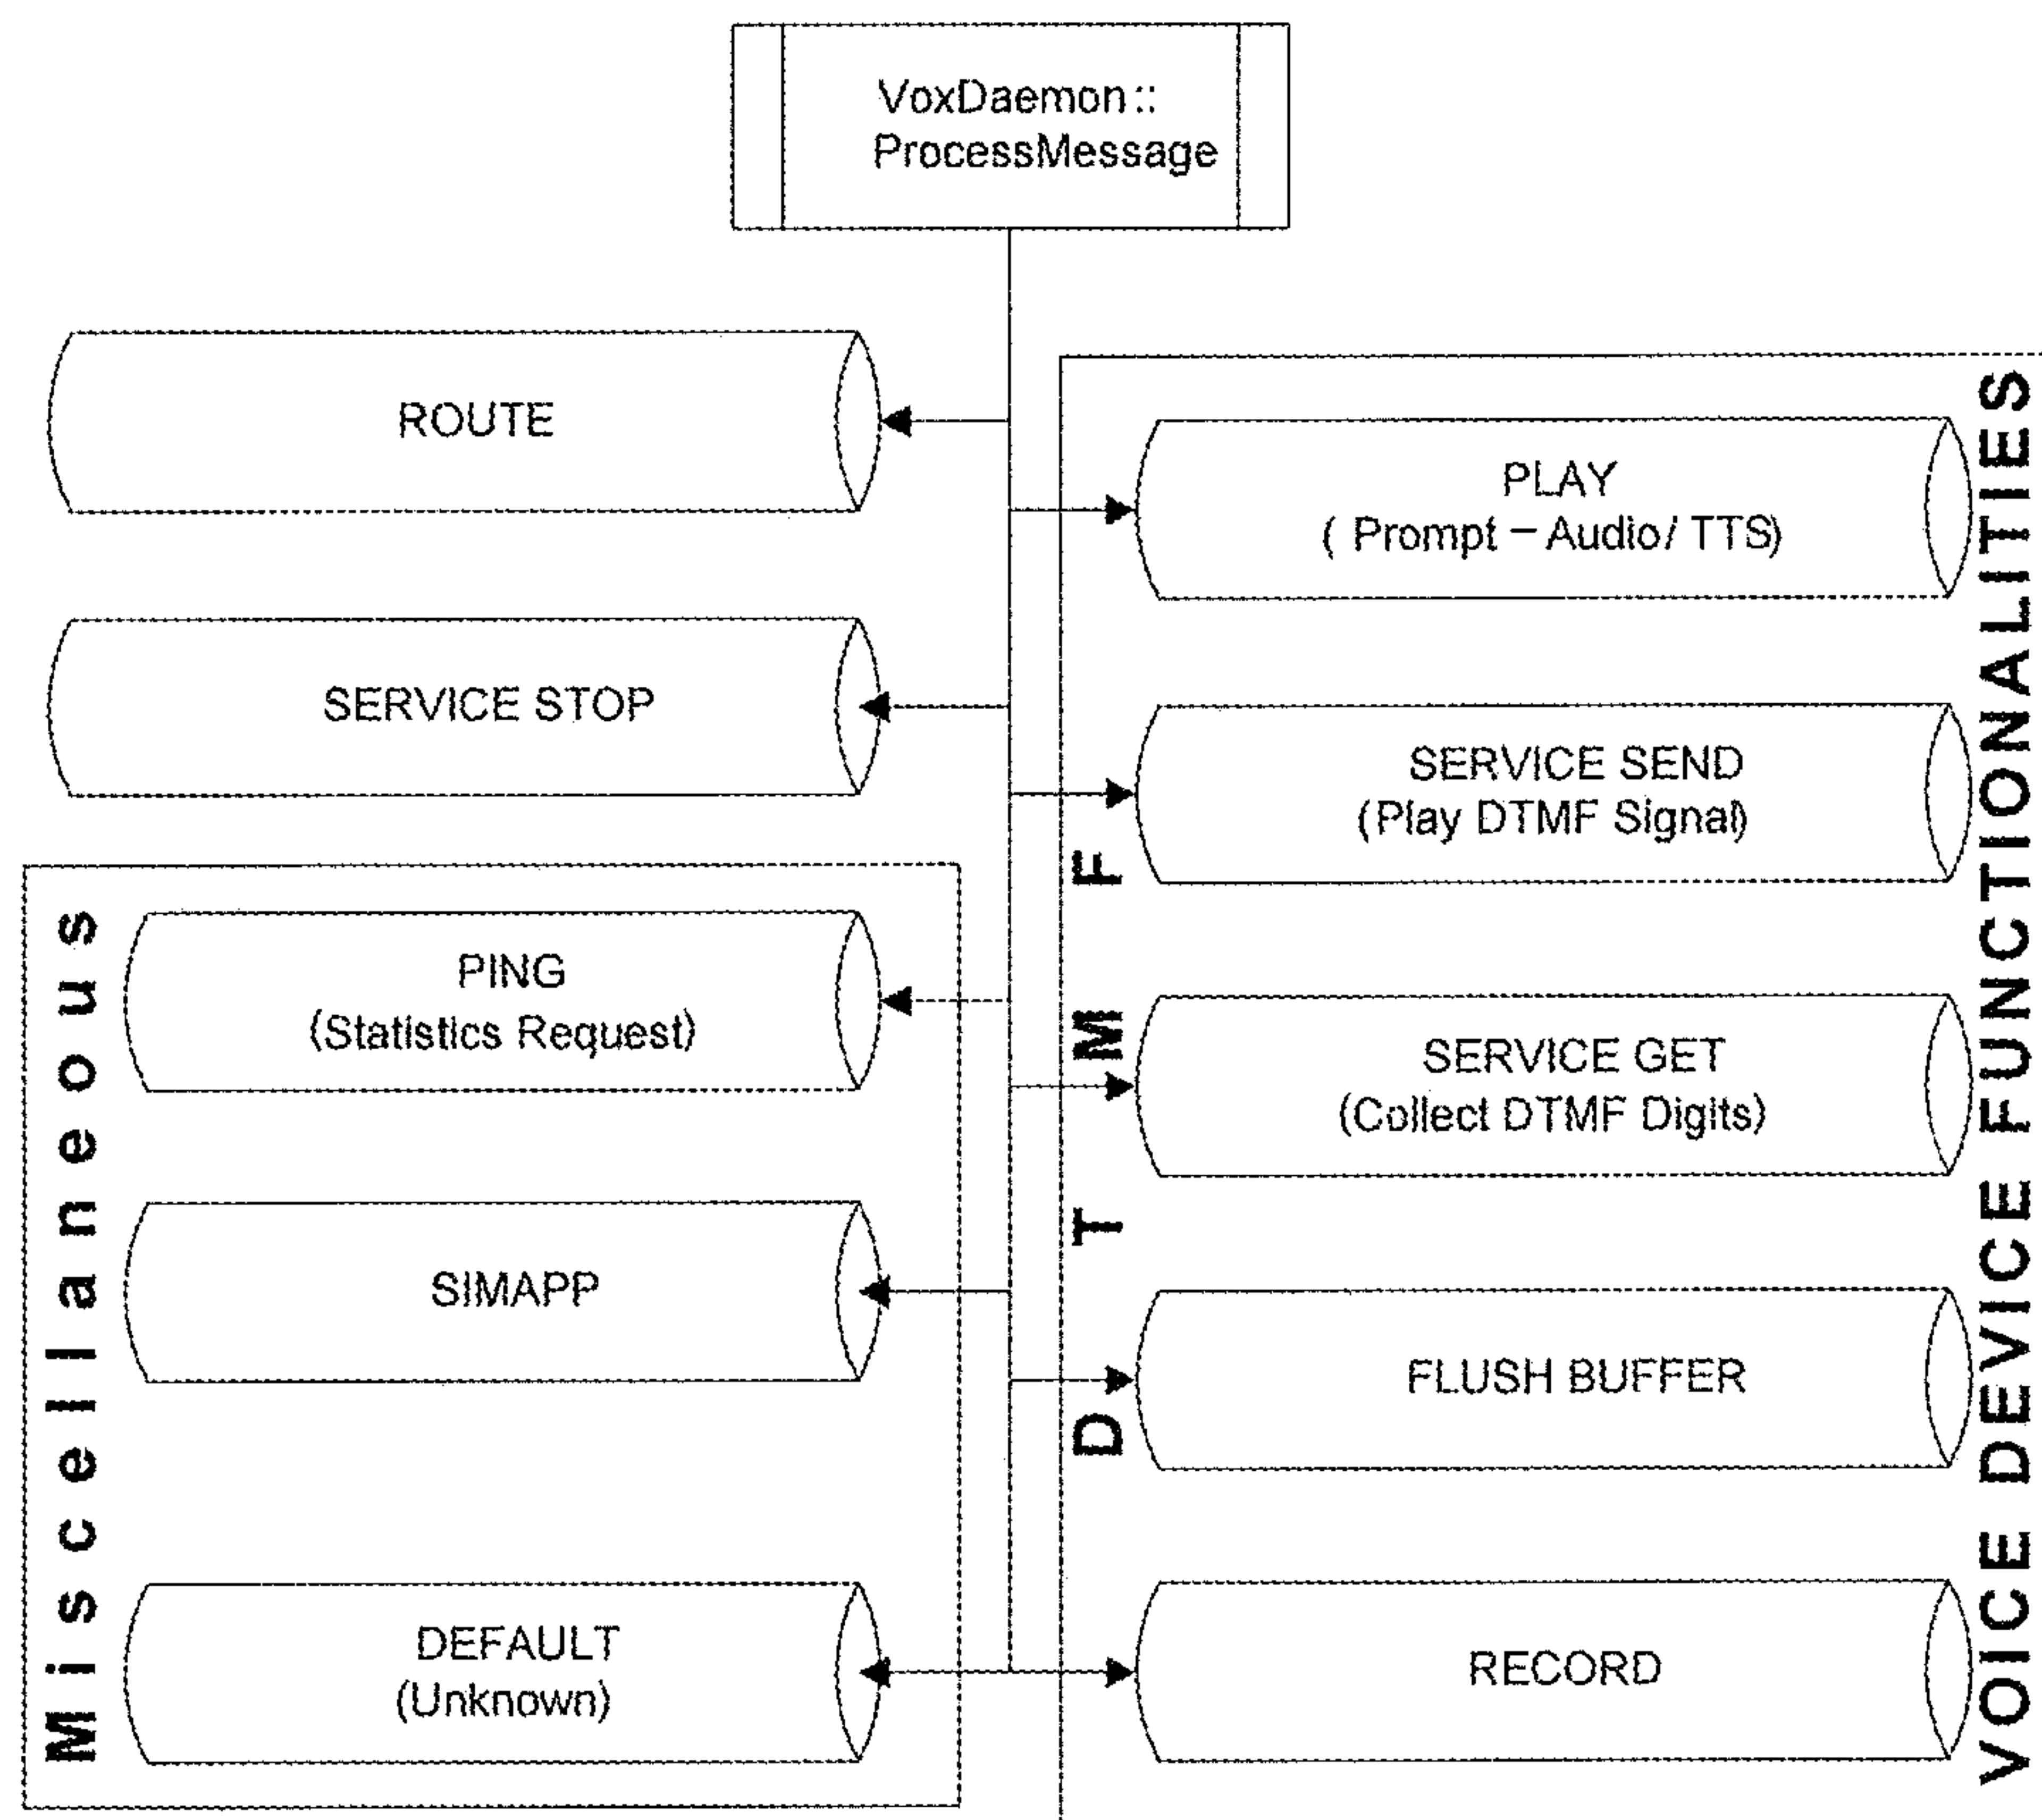 VoxDaemon::
ProcessMessage
ROUTE
SERVICE STOP
Miscellaneous
PING
(Statistics Request)
SIMAPP
DEFAULT
(Unknown)
VOICE DEVICE FUNCTIONALITIES
PLAY
( Prompt – Audio / TTS)
DTMF
SERVICE SEND
(Play DTMF Signal)
SERVICE GET
(Collect DTMF Digits)
FLUSH BUFFER
RECORD